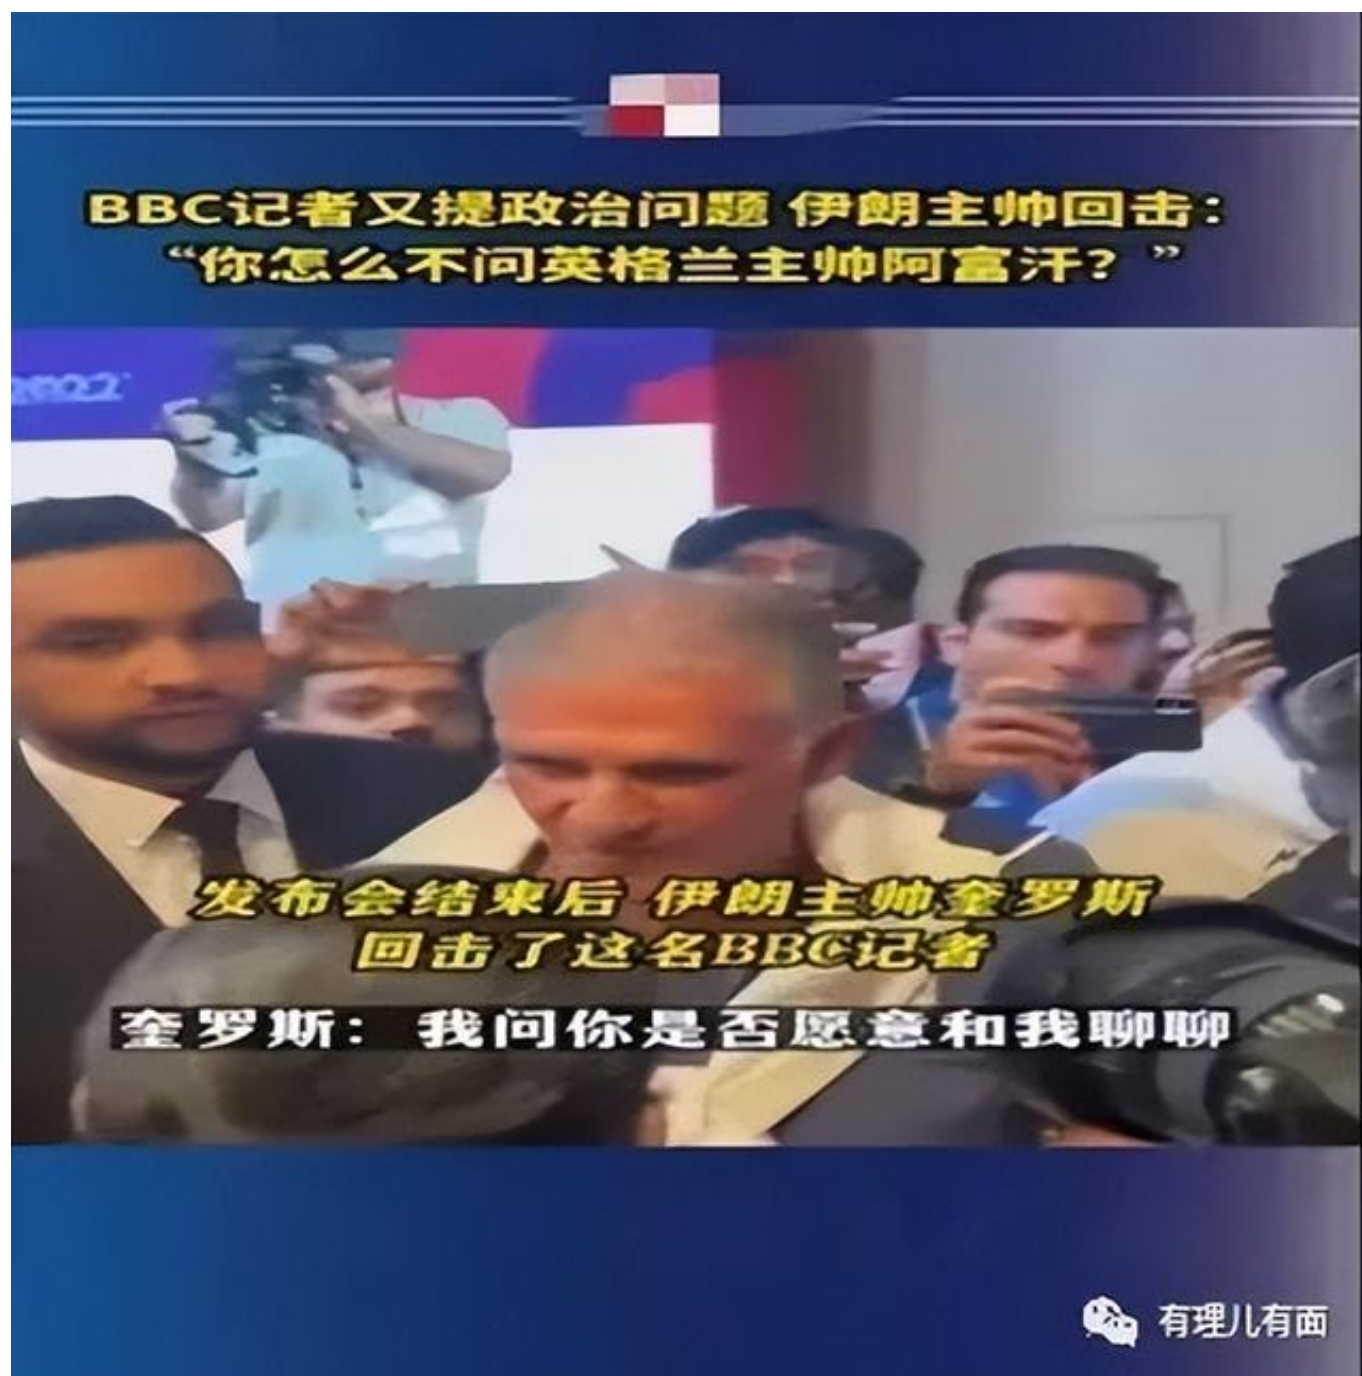 BBC记者又提政治问题 伊朗主帅回击：
“你怎么不问英格兰主帅阿富汗？”
2022
发布会结束后 伊朗主帅奎罗斯
回击了这名BBC记者
奎罗斯：我问你是否愿意和我聊聊
有理儿有面